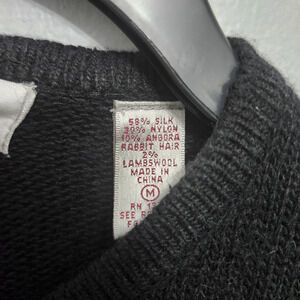 58% SILK
30% NYLON
10% ANGORA
RABBIT HAIR
2%
LAMBSWOOL
MADE IN
CHINA
M
RN
SEE